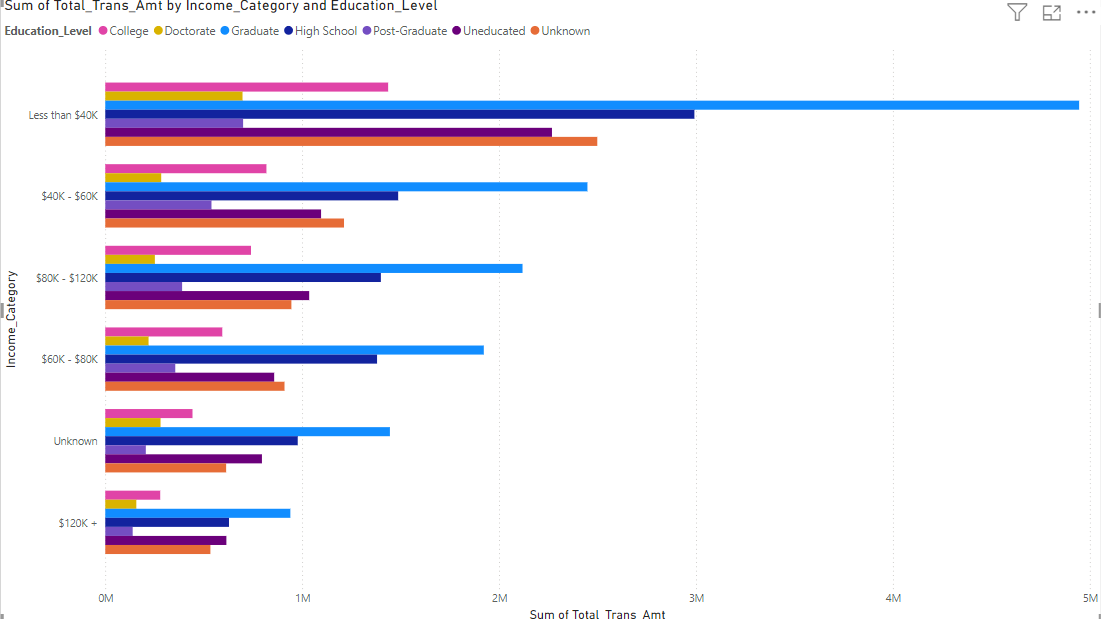 Sum of Total_Trans_Amt by Income_Category and Education_Level
Education_Level College Doctorate Graduate High School Post-Graduate Uneducated Unknown
Income_Category
Less than $40K
$40K - $60K
$80K - $120K
$60K - $80K
Unknown
$120K +
0M 1M 2M 3M 4M 5M
Sum of Total_Trans_Amt